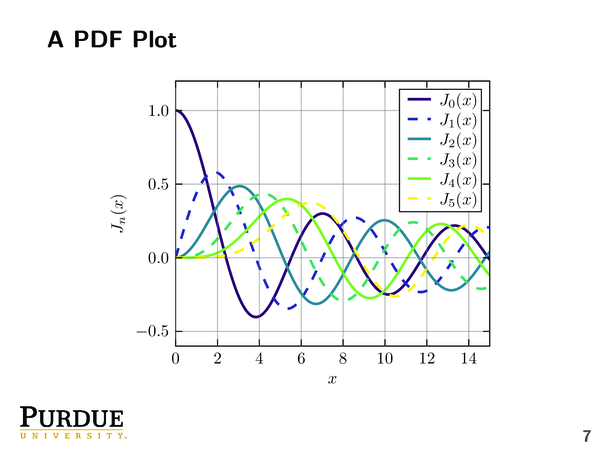 A PDF Plot
J₀(x)
J₁(x)
J₂(x)
J₃(x)
J₄(x)
J₅(x)
Jₙ(x)
1.0
0.5
0.0
−0.5
0 2 4 6 8 10 12 14
x
PURDUE
UNIVERSITY™
7